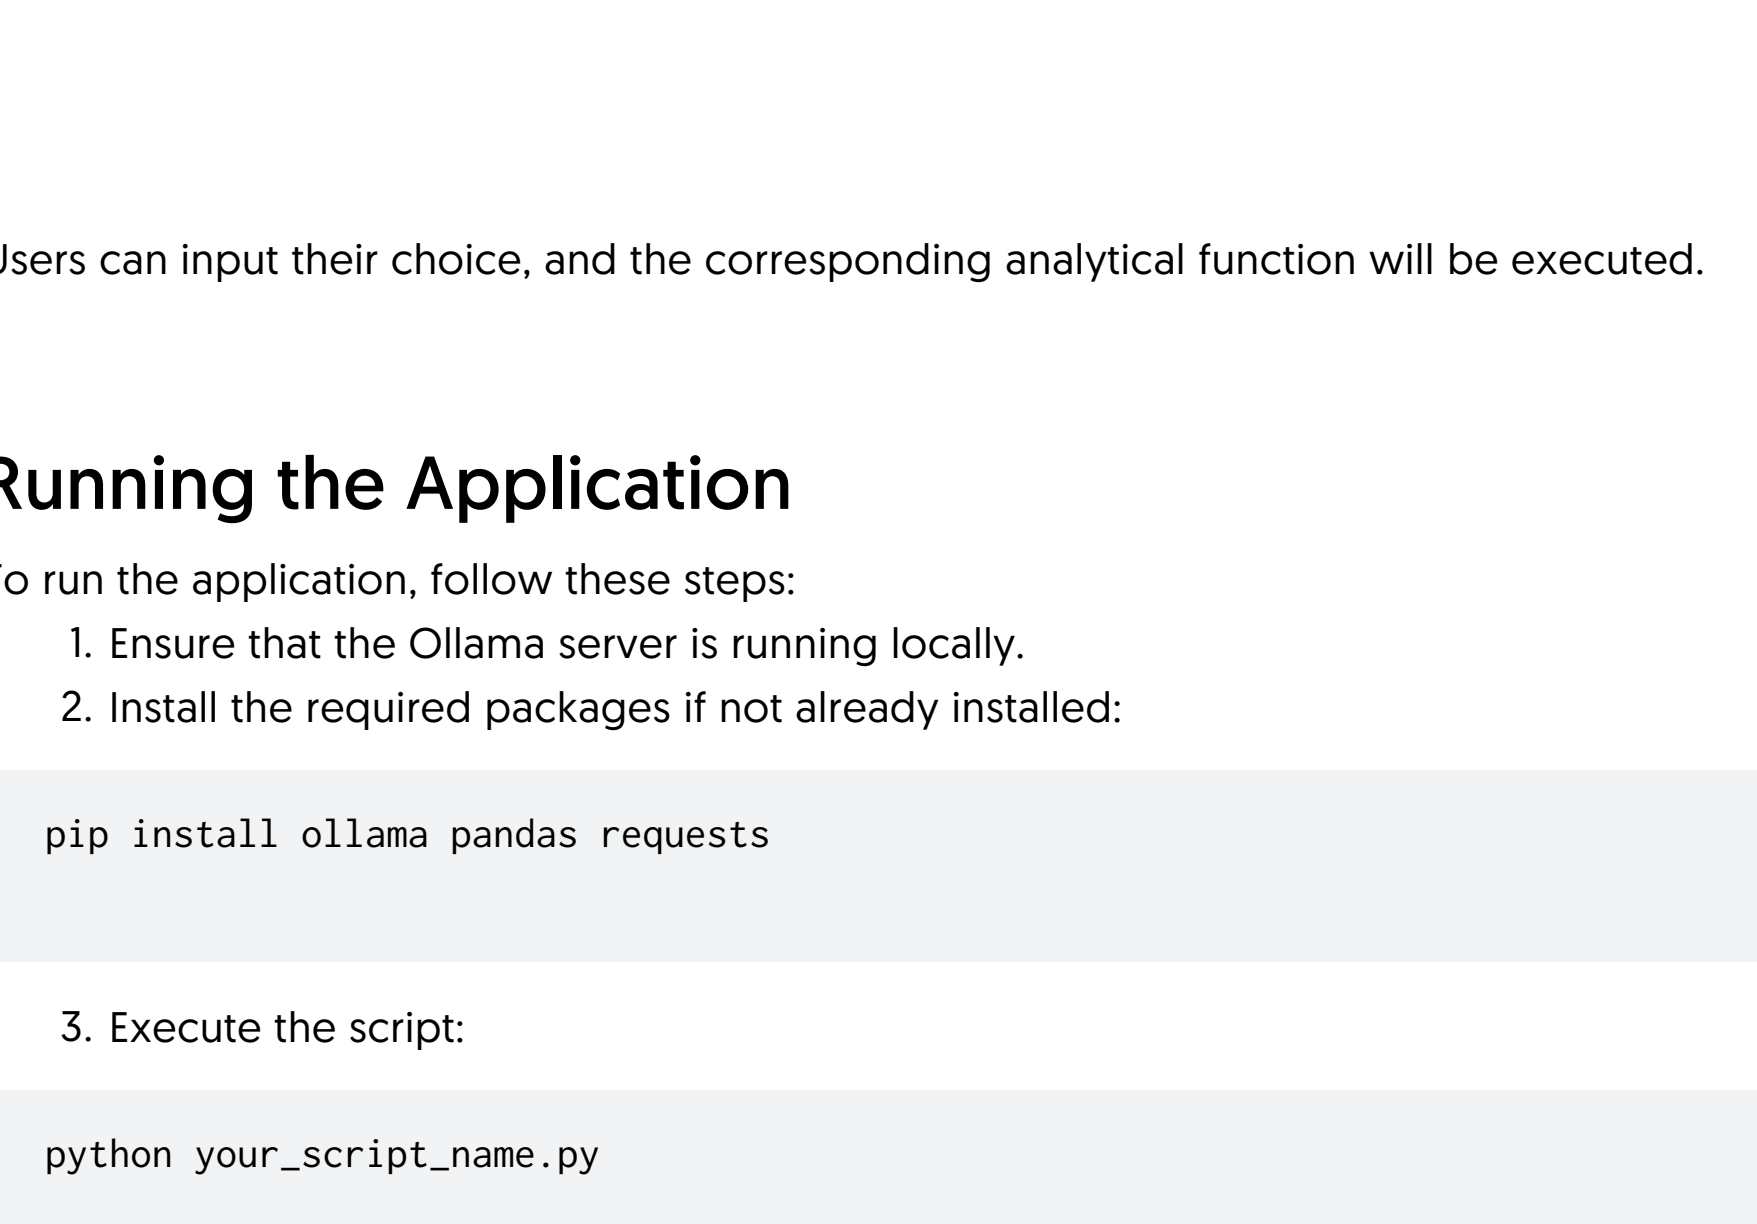 Users can input their choice, and the corresponding analytical function will be executed.
Running the Application
To run the application, follow these steps:
1. Ensure that the Ollama server is running locally.
2. Install the required packages if not already installed:
pip install ollama pandas requests
3. Execute the script:
python your_script_name.py